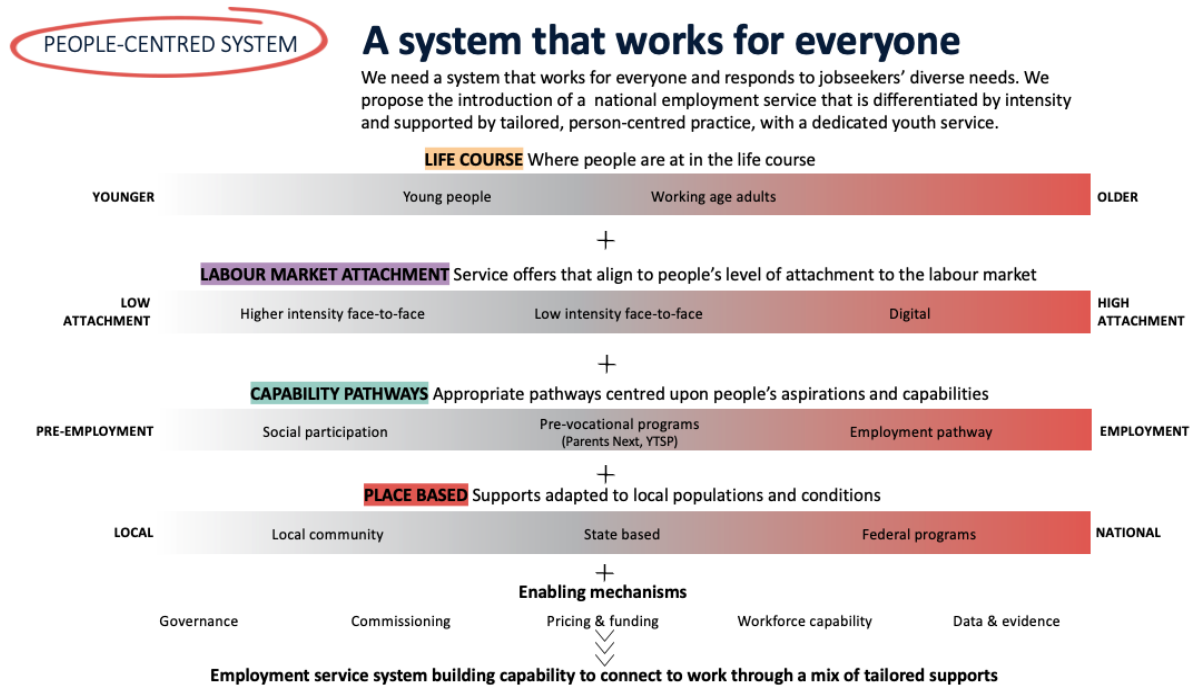 PEOPLE-CENTRED SYSTEM
A system that works for everyone
We need a system that works for everyone and responds to jobseekers' diverse needs. We
propose the introduction of a national employment service that is differentiated by intensity
and supported by tailored, person-centred practice, with a dedicated youth service.
LIFE COURSE Where people are at in the life course
YOUNGER Young people Working age adults OLDER
+
LABOUR MARKET ATTACHMENT Service offers that align to people's level of attachment to the labour market
LOW
ATTACHMENT
Higher intensity face-to-face Low intensity face-to-face Digital
HIGH
ATTACHMENT
+
CAPABILITY PATHWAYS Appropriate pathways centred upon people's aspirations and capabilities
PRE-EMPLOYMENT Social participation Pre-vocational programs
(Parents Next, YTSP)
Employment pathway EMPLOYMENT
+
PLACE BASED Supports adapted to local populations and conditions
LOCAL Local community State based Federal programs NATIONAL
+
Enabling mechanisms
Governance Commissioning Pricing & funding Workforce capability Data & evidence
Employment service system building capability to connect to work through a mix of tailored supports